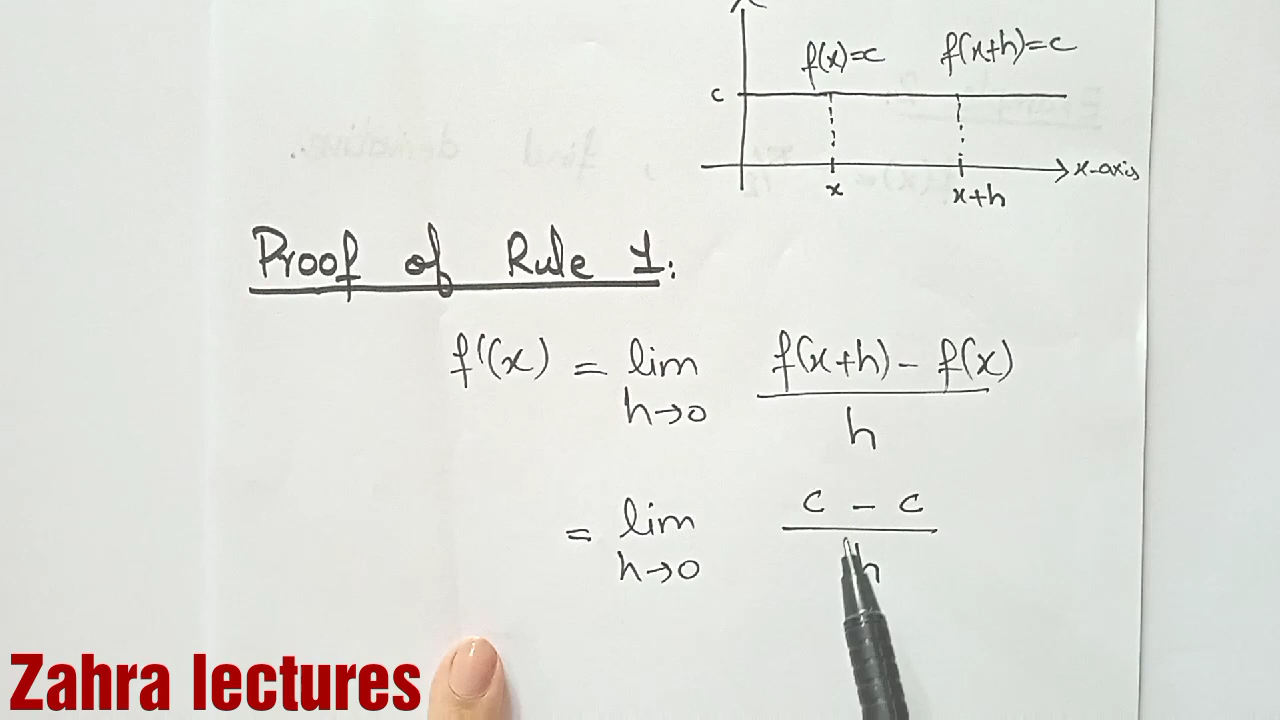 f(x)=c f(x+h)=c
c
x-axis
x x+h
Proof of Rule 1:
f'(x) = lim f(x+h) - f(x)
h→0 h
= lim c - c
h→0 h
Zahra lectures